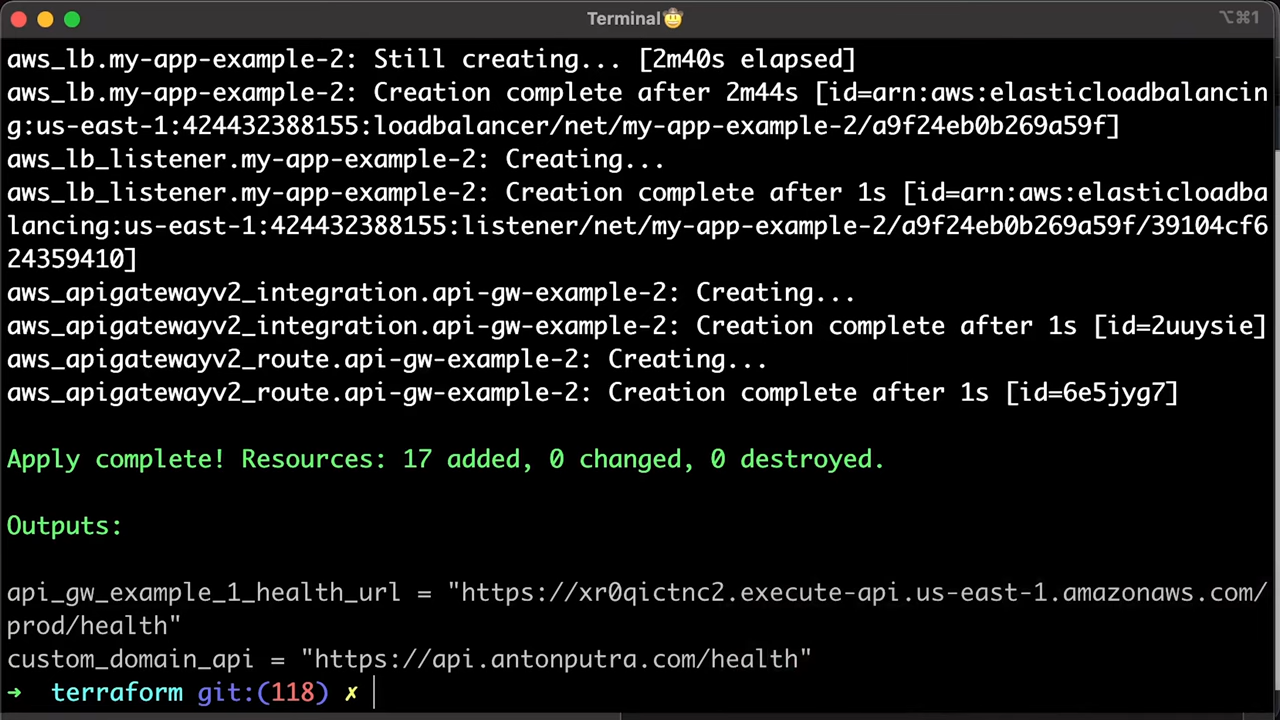 Terminal🤠
⌥⌘1
aws_lb.my-app-example-2: Still creating... [2m40s elapsed]
aws_lb.my-app-example-2: Creation complete after 2m44s [id=arn:aws:elasticloadbalancin
g:us-east-1:424432388155:loadbalancer/net/my-app-example-2/a9f24eb0b269a59f]
aws_lb_listener.my-app-example-2: Creating...
aws_lb_listener.my-app-example-2: Creation complete after 1s [id=arn:aws:elasticloadba
lancing:us-east-1:424432388155:listener/net/my-app-example-2/a9f24eb0b269a59f/39104cf6
24359410]
aws_apigatewayv2_integration.api-gw-example-2: Creating...
aws_apigatewayv2_integration.api-gw-example-2: Creation complete after 1s [id=2uuysie]
aws_apigatewayv2_route.api-gw-example-2: Creating...
aws_apigatewayv2_route.api-gw-example-2: Creation complete after 1s [id=6e5jyg7]
Apply complete! Resources: 17 added, 0 changed, 0 destroyed.
Outputs:
api_gw_example_1_health_url = "https://xr0qictnc2.execute-api.us-east-1.amazonaws.com/
prod/health"
custom_domain_api = "https://api.antonputra.com/health"
→ terraform git:(118) ✗